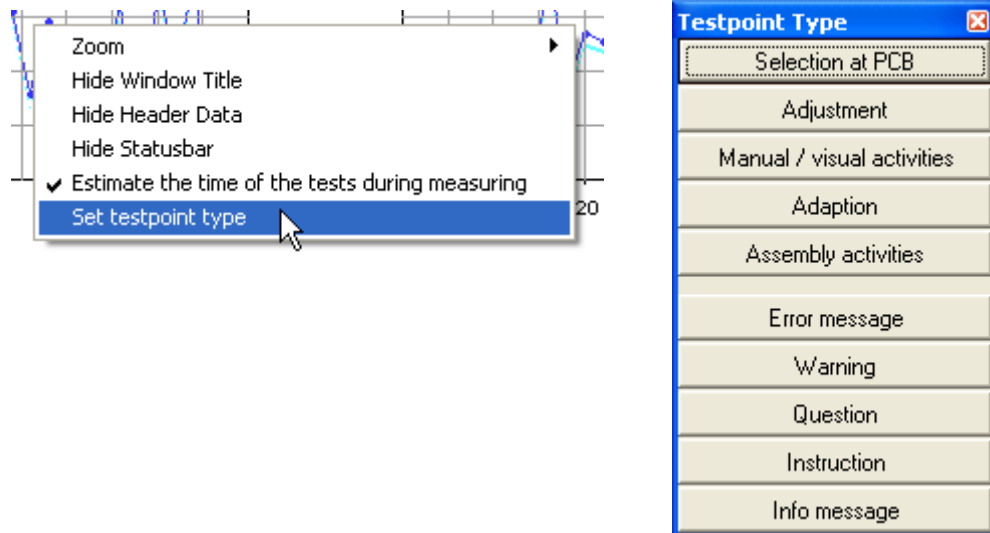 Zoom
Hide Window Title
Hide Header Data
Hide Statusbar
Estimate the time of the tests during measuring
Set testpoint type
20
Testpoint Type
Selection at PCB
Adjustment
Manual / visual activities
Adaption
Assembly activities
Error message
Warning
Question
Instruction
Info message